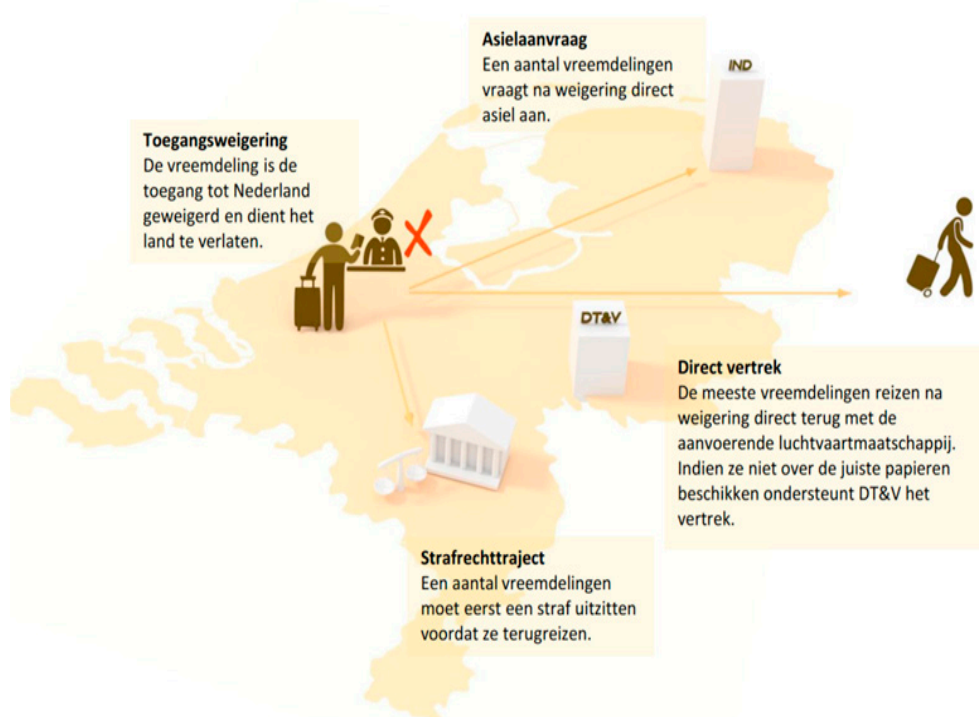 Asielaanvraag
Een aantal vreemdelingen
vraagt na weigering direct
asiel aan.
IND
Toegangsweigering
De vreemdeling is de
toegang tot Nederland
geweigerd en dient het
land te verlaten.
DT&V
Direct vertrek
De meeste vreemdelingen reizen na
weigering direct terug met de
aanvoerende luchtvaartmaatschappij.
Indien ze niet over de juiste papieren
beschikken ondersteunt DT&V het
vertrek.
Strafrechttraject
Een aantal vreemdelingen
moet eerst een straf uitzitten
voordat ze terugreizen.